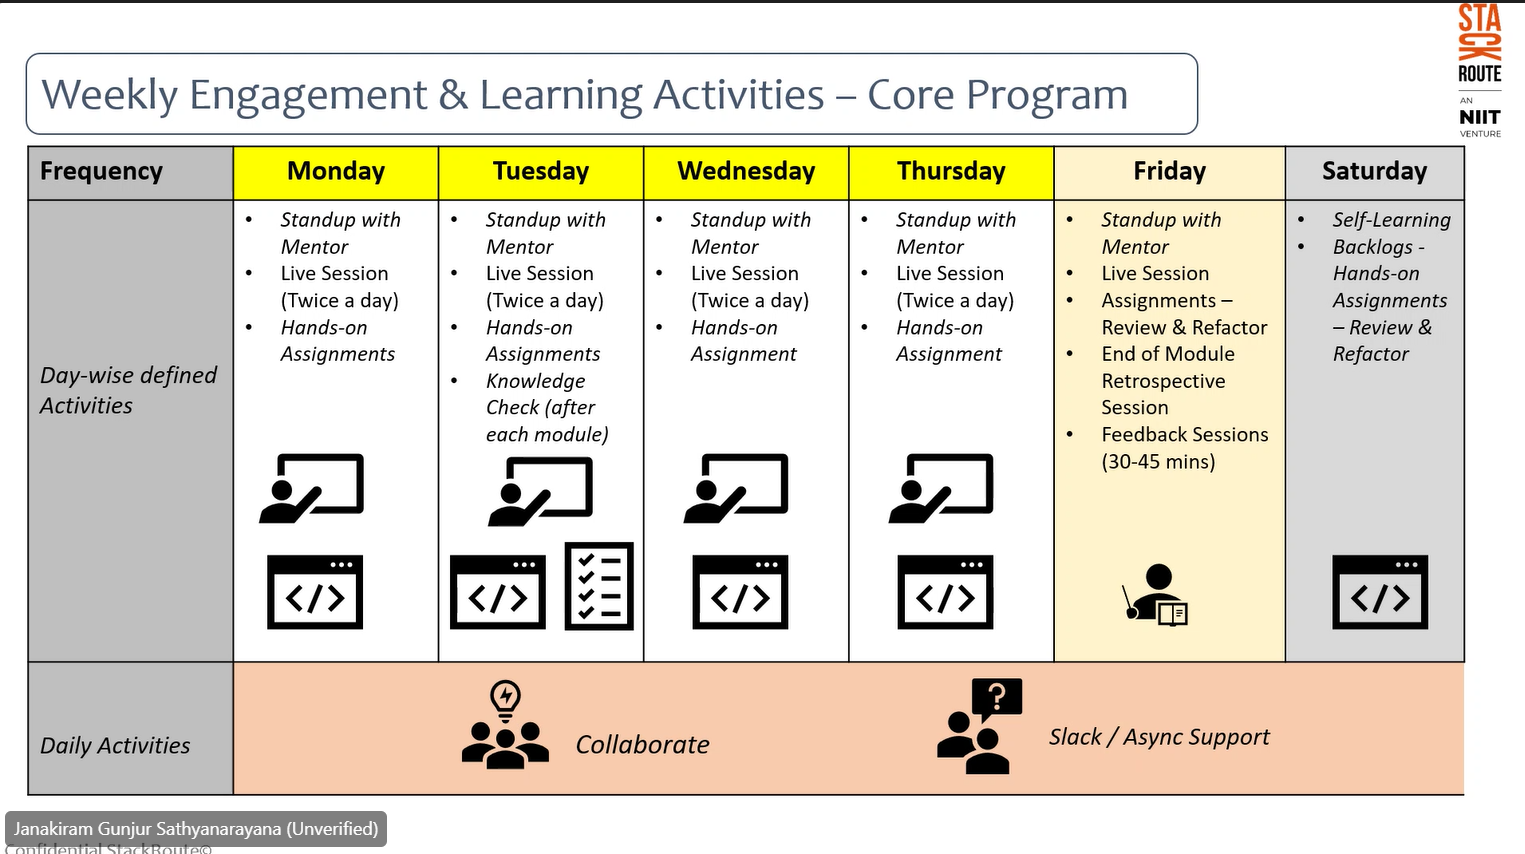 STA
CK
ROUTE
AN
NIIT
VENTURE
Weekly Engagement & Learning Activities – Core Program
Frequency
Monday
Tuesday
Wednesday
Thursday
Friday
Saturday
Day-wise defined
Activities
• Standup with
Mentor
• Live Session
(Twice a day)
• Hands-on
Assignments
</>
• Standup with
Mentor
• Live Session
(Twice a day)
• Hands-on
Assignments
• Knowledge
Check (after
each module)
</>
• Standup with
Mentor
• Live Session
(Twice a day)
• Hands-on
Assignment
</>
• Standup with
Mentor
• Live Session
(Twice a day)
• Hands-on
Assignment
</>
• Standup with
Mentor
• Live Session
• Assignments –
Review & Refactor
• End of Module
Retrospective
Session
• Feedback Sessions
(30-45 mins)
• Self-Learning
• Backlogs -
Hands-on
Assignments
– Review &
Refactor
</>
Daily Activities
Collaborate
?
Slack / Async Support
Janakiram Gunjur Sathyanarayana (Unverified)
Confidential StackRoute©